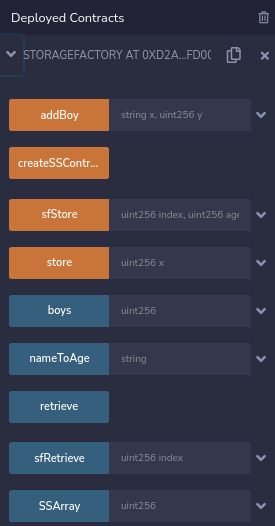 Deployed Contracts
STORAGEFACTORY AT 0XD2A...FD00
addBoy string x, uint256 y
createSSContr...
sfStore uint256 index, uint256 age
store uint256 x
boys uint256
nameToAge string
retrieve
sfRetrieve uint256 index
SSArray uint256